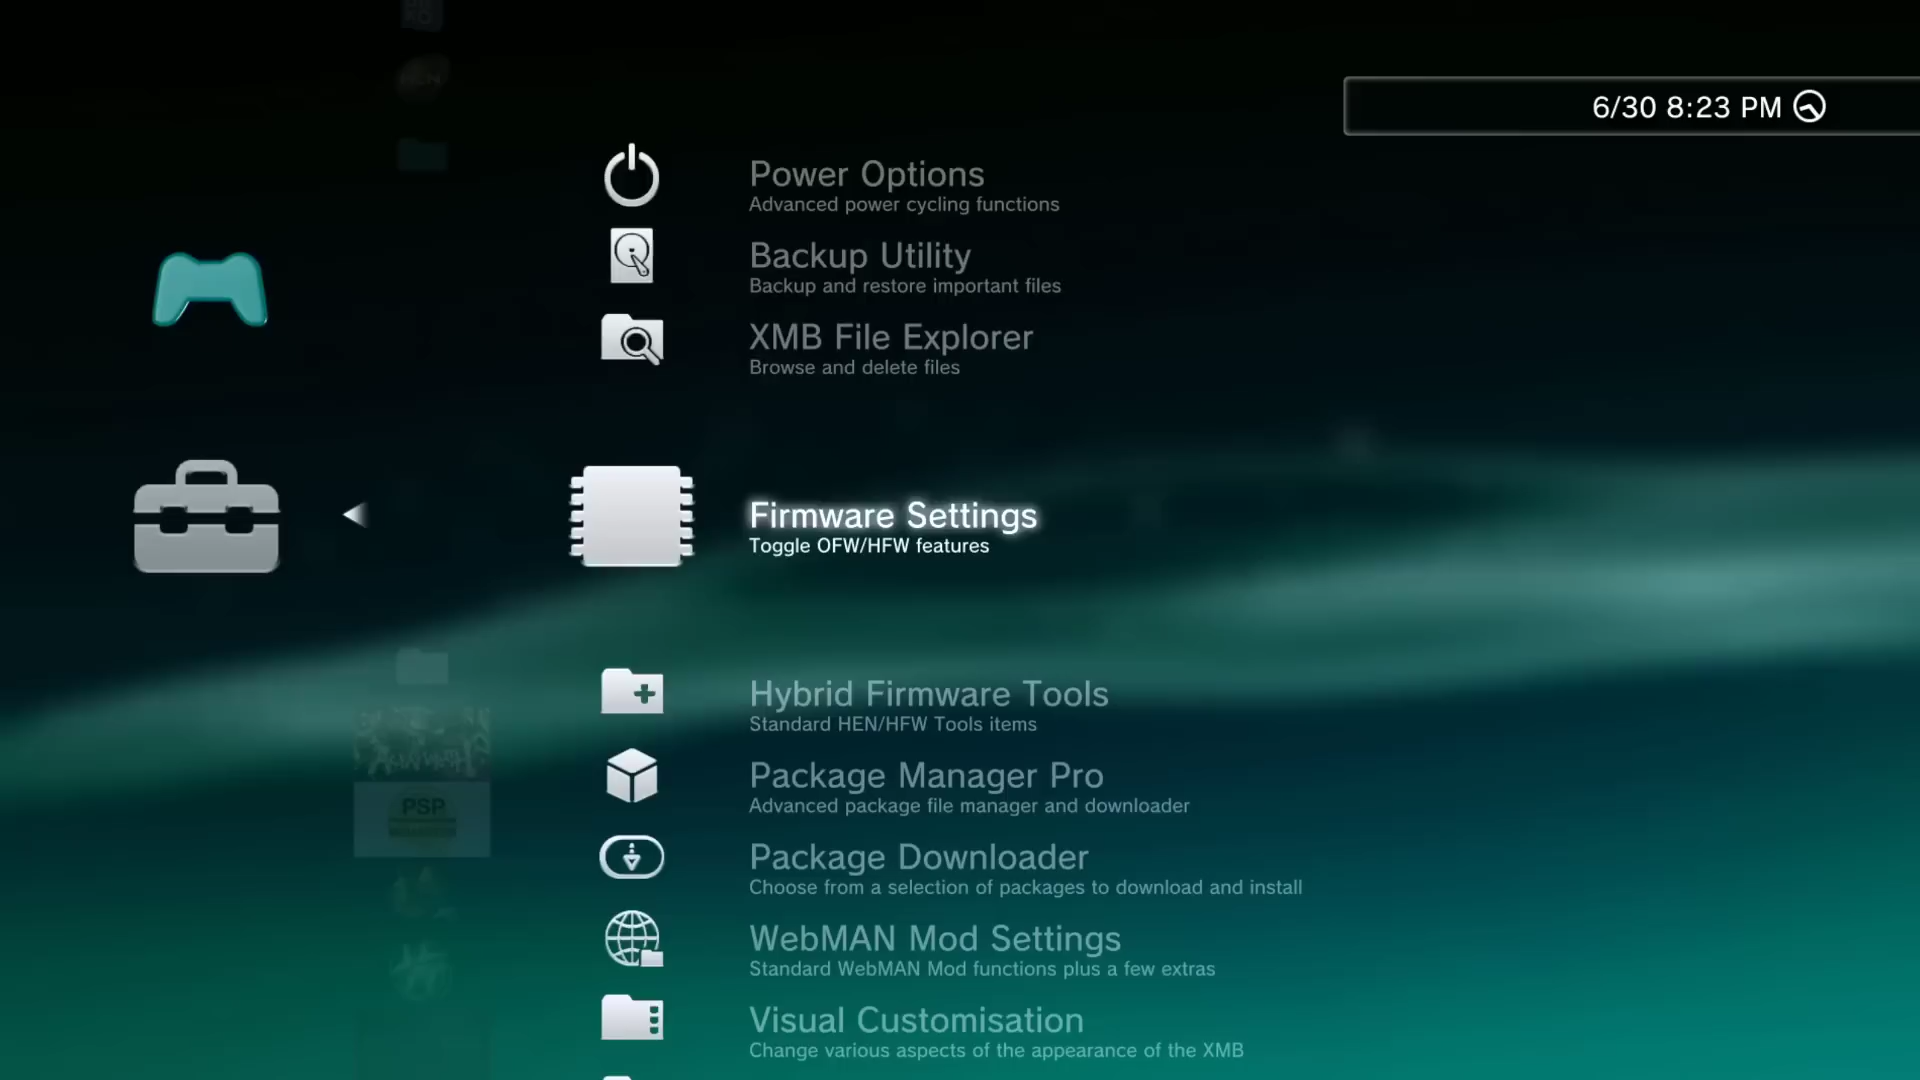 6/30 8:23 PM
Power Options
Advanced power cycling functions
Backup Utility
Backup and restore important files
XMB File Explorer
Browse and delete files
Firmware Settings
Toggle OFW/HFW features
Hybrid Firmware Tools
Standard HEN/HFW Tools items
Package Manager Pro
Advanced package file manager and downloader
PSP
Package Downloader
Choose from a selection of packages to download and install
WebMAN Mod Settings
Standard WebMAN Mod functions plus a few extras
Visual Customisation
Change various aspects of the appearance of the XMB